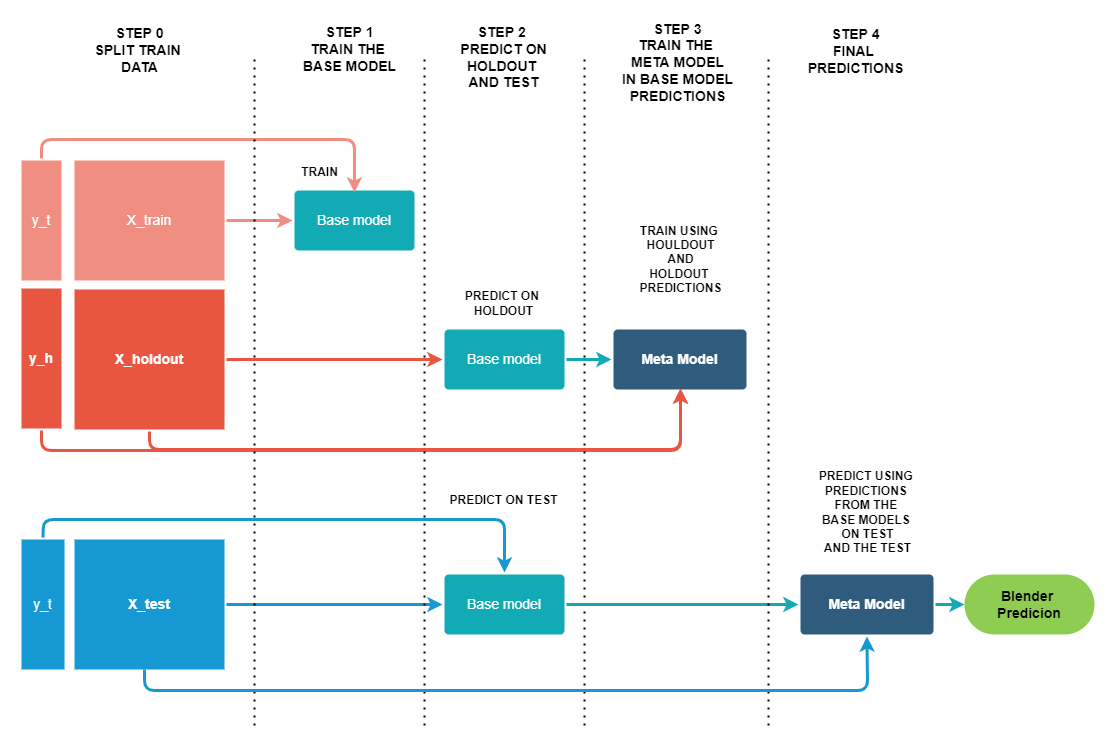 STEP 0
SPLIT TRAIN
DATA
STEP 1
TRAIN THE
BASE MODEL
STEP 2
PREDICT ON
HOLDOUT
AND TEST
STEP 3
TRAIN THE
META MODEL
IN BASE MODEL
PREDICTIONS
STEP 4
FINAL
PREDICTIONS
y_t
X_train
TRAIN
Base model
y_h
X_holdout
PREDICT ON
HOLDOUT
Base model
TRAIN USING
HOULDOUT
AND
HOLDOUT
PREDICTIONS
Meta Model
y_t
X_test
PREDICT ON TEST
Base model
PREDICT USING
PREDICTIONS
FROM THE
BASE MODELS
ON TEST
AND THE TEST
Meta Model
Blender
Predicion